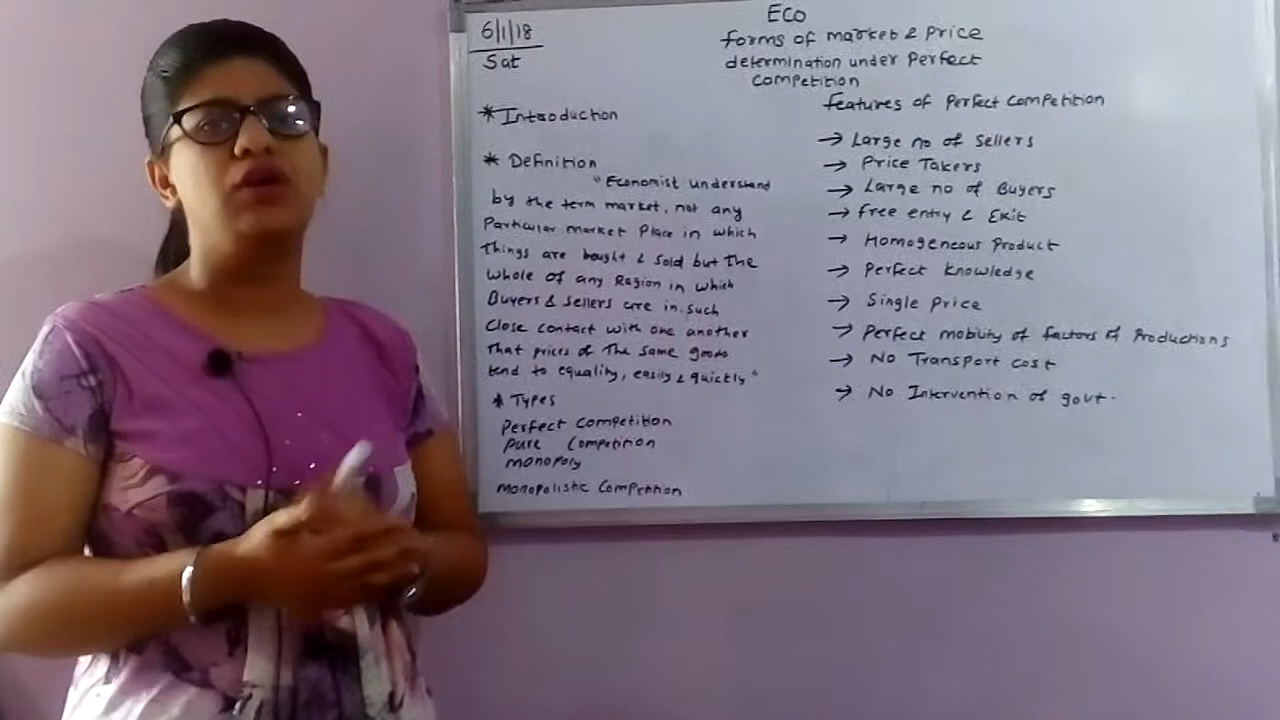 6/1/18
Sat
Eco
forms of market & Price
determination under Perfect
Competition
* Introduction
* Definition
"Economist understand
by the term market, not any
Particular market Place in which
things are bought & sold but the
whole of any Region in which
Buyers & Sellers are in such
Close contact with one another
that prices of the same goods
tend to equality, easily & quickly"
* Types
Perfect Competition
Pure Competition
monopoly
monopolistic Competition
features of Perfect Competition
→ Large no of Sellers
→ Price Takers
→ Large no of Buyers
→ free entry & Exit
→ Homogeneous Product
→ Perfect Knowledge
→ Single Price
→ Perfect mobility of factors of Productions
→ No Transport cost
→ No Intervention of govt.